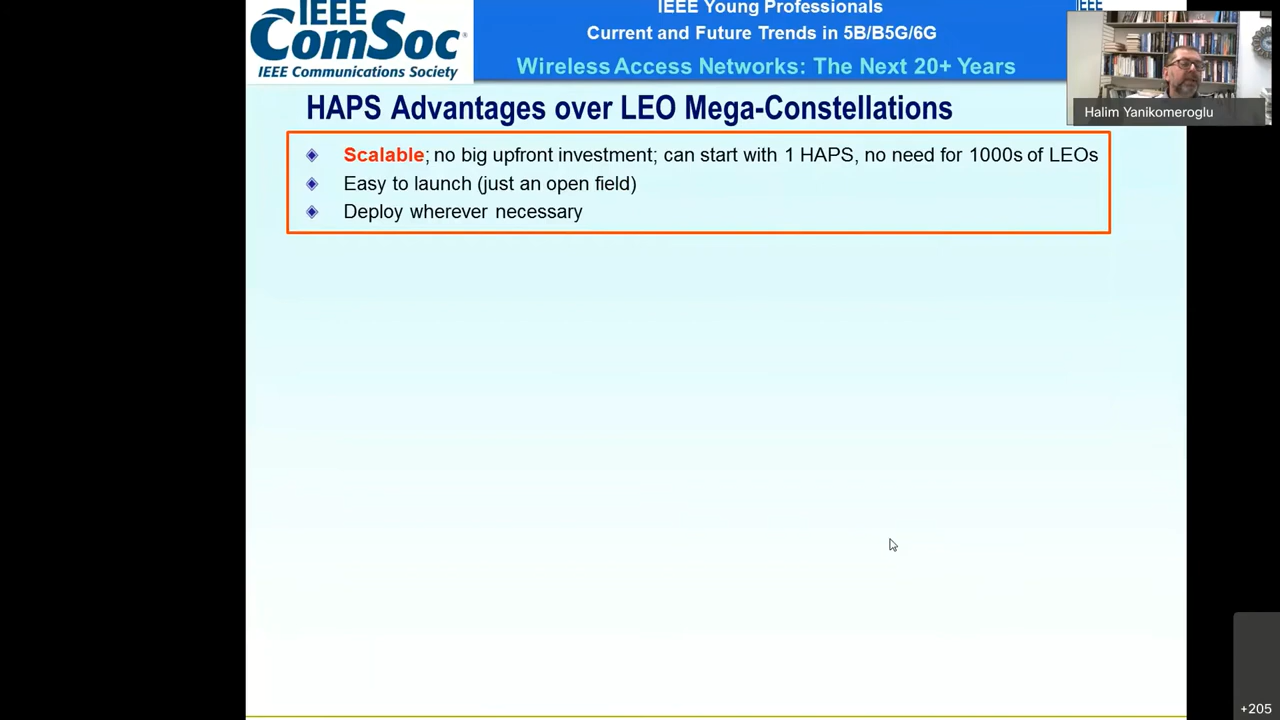 IEEE
ComSoc
IEEE Communications Society
IEEE Young Professionals
Current and Future Trends in 5B/B5G/6G
Wireless Access Networks: The Next 20+ Years
IEEE
Halim Yanikomeroglu
HAPS Advantages over LEO Mega-Constellations
Scalable; no big upfront investment; can start with 1 HAPS, no need for 1000s of LEOs
Easy to launch (just an open field)
Deploy wherever necessary
+205